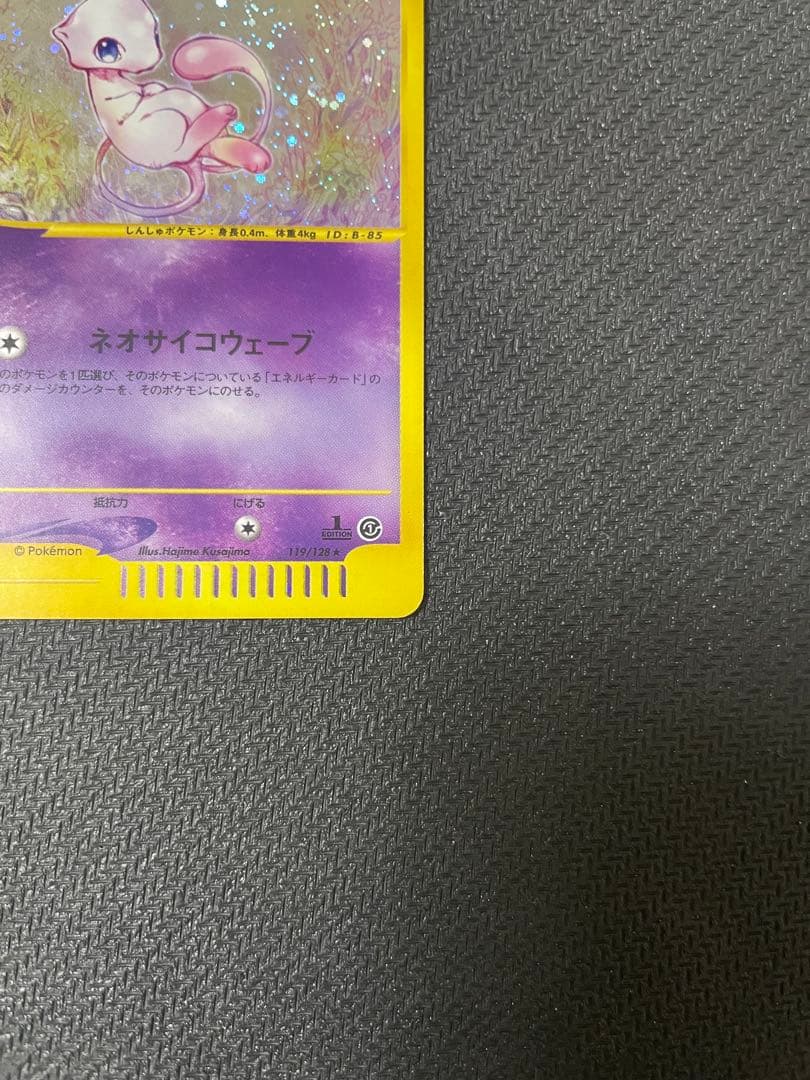 しんしゅポケモン：身長0.4m、体重4kg ID：B-85
ネオサイコウェーブ
のポケモンを1匹選び、そのポケモンについている「エネルギーカード」の
のダメージカウンターを、そのポケモンにのせる。
抵抗力 にげる
1
EDITION 1
© Pokémon Illus.Hajime Kusajima 119/128★